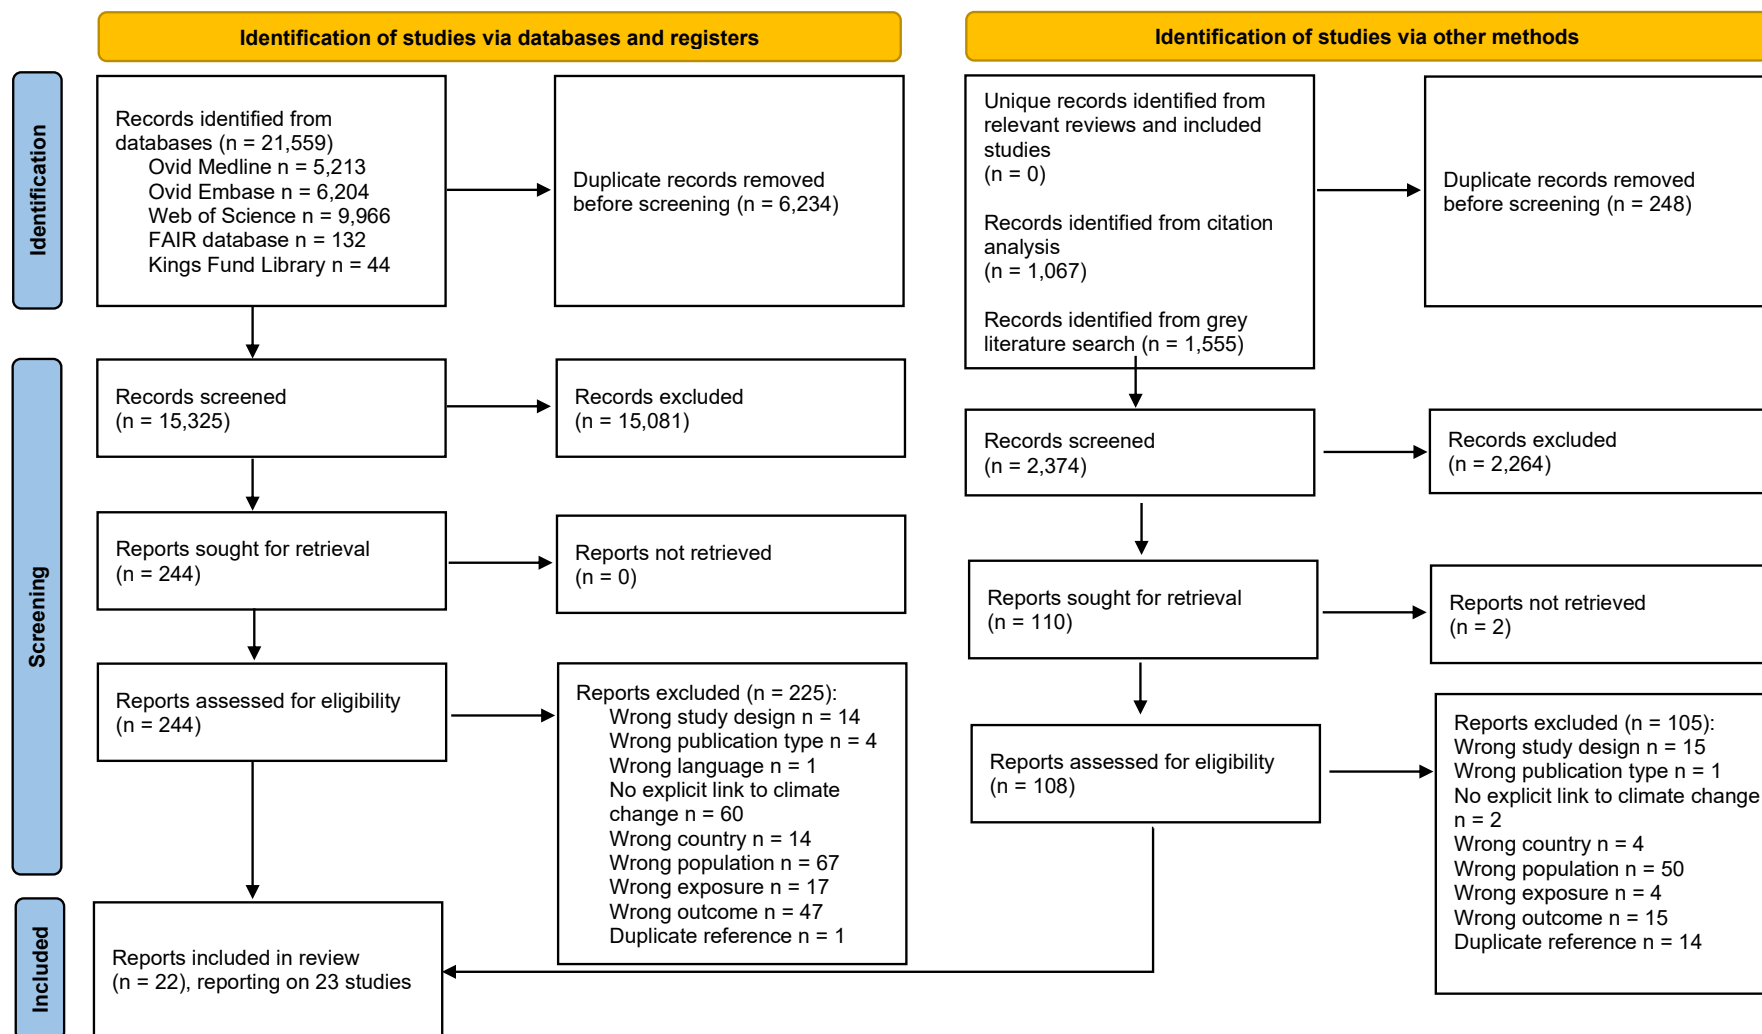 Identification of studies via databases and registers
Identification of studies via other methods
Identification
Records identified from
databases (n = 21,559)
Ovid Medline n = 5,213
Ovid Embase n = 6,204
Web of Science n = 9,966
FAIR database n = 132
Kings Fund Library n = 44
Duplicate records removed
before screening (n = 6,234)
Unique records identified from
relevant reviews and included
studies
(n = 0)
Records identified from citation
analysis
(n = 1,067)
Records identified from grey
literature search (n = 1,555)
Duplicate records removed
before screening (n = 248)
Screening
Records screened
(n = 15,325)
Records excluded
(n = 15,081)
Records screened
(n = 2,374)
Records excluded
(n = 2,264)
Reports sought for retrieval
(n = 244)
Reports not retrieved
(n = 0)
Reports sought for retrieval
(n = 110)
Reports not retrieved
(n = 2)
Reports assessed for eligibility
(n = 244)
Reports excluded (n = 225):
Wrong study design n = 14
Wrong publication type n = 4
Wrong language n = 1
No explicit link to climate
change n = 60
Wrong country n = 14
Wrong population n = 67
Wrong exposure n = 17
Wrong outcome n = 47
Duplicate reference n = 1
Reports assessed for eligibility
(n = 108)
Reports excluded (n = 105):
Wrong study design n = 15
Wrong publication type n = 1
No explicit link to climate change
n = 2
Wrong country n = 4
Wrong population n = 50
Wrong exposure n = 4
Wrong outcome n = 15
Duplicate reference n = 14
Included
Reports included in review
(n = 22), reporting on 23 studies